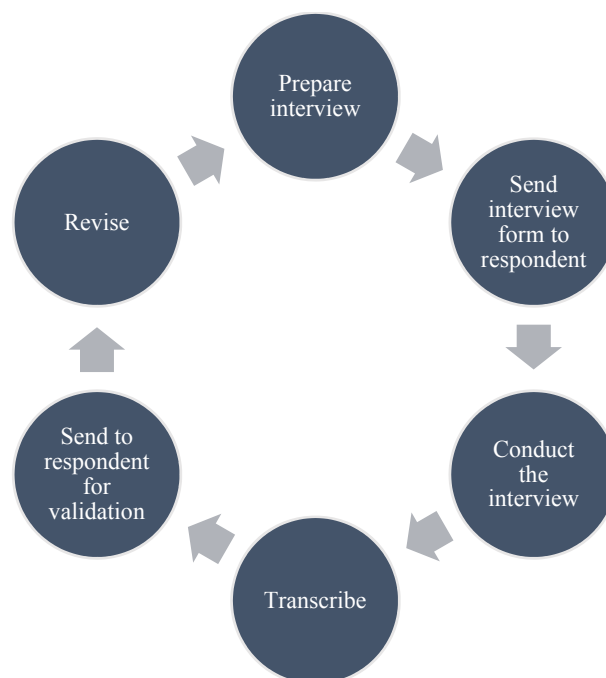 Prepare
interview
Send
interview
form to
respondent
Conduct
the
interview
Transcribe
Send to
respondent
for
validation
Revise